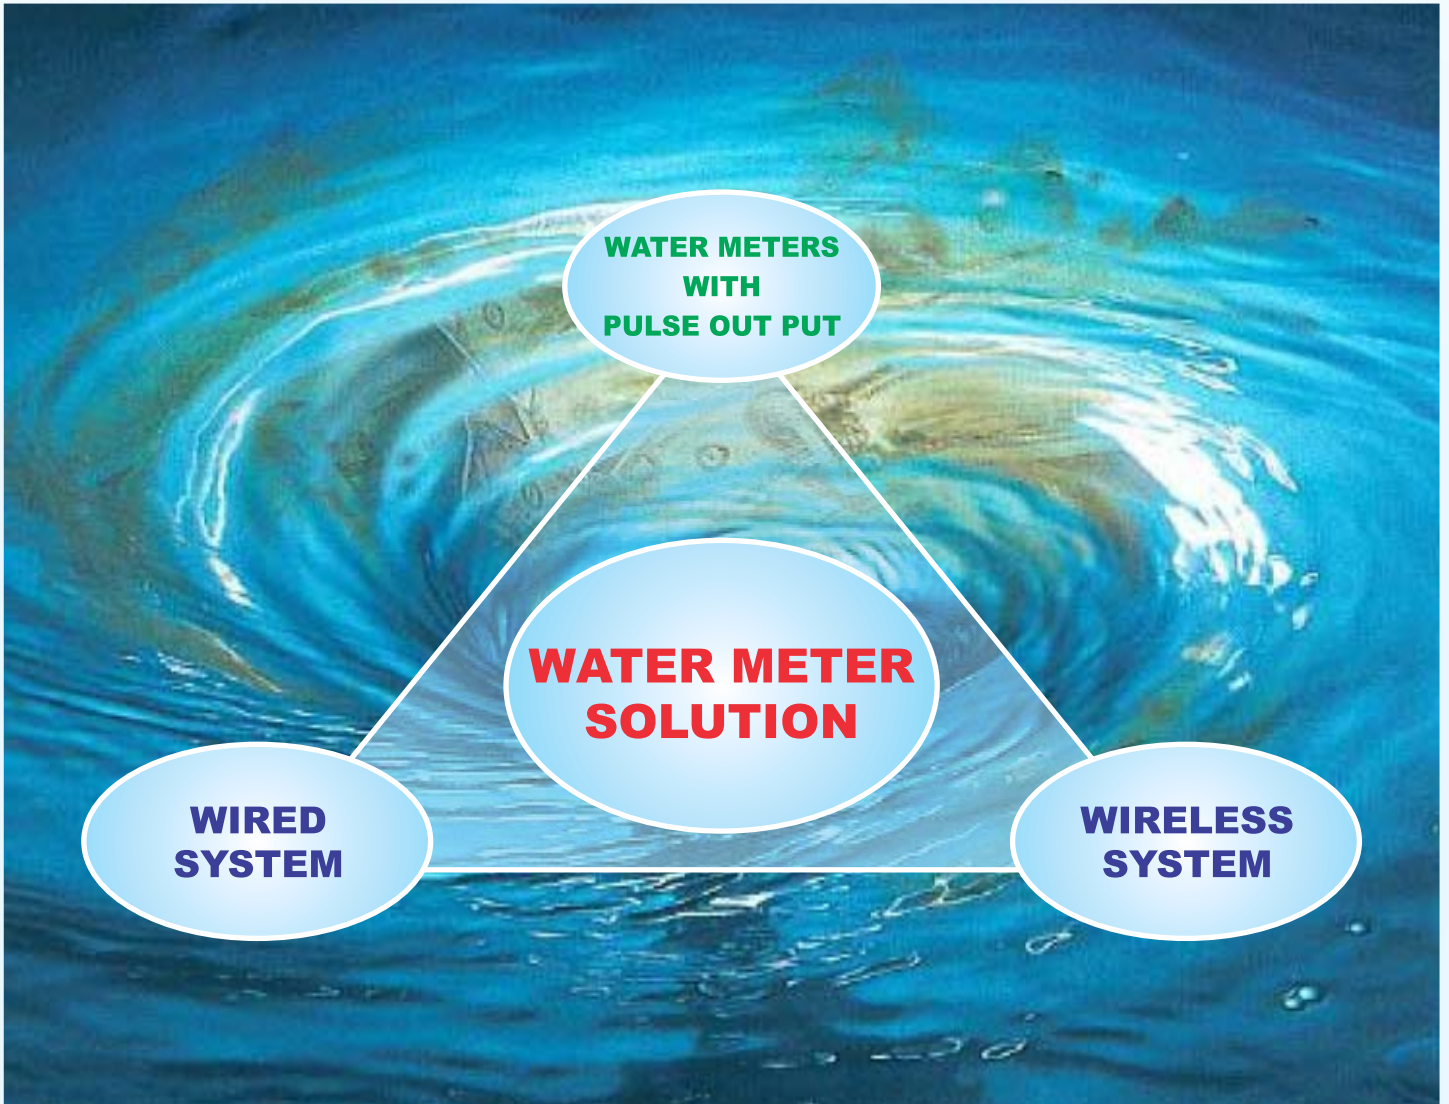 WATER METERS
WITH
PULSE OUT PUT
WATER METER
SOLUTION
WIRED
SYSTEM
WIRELESS
SYSTEM